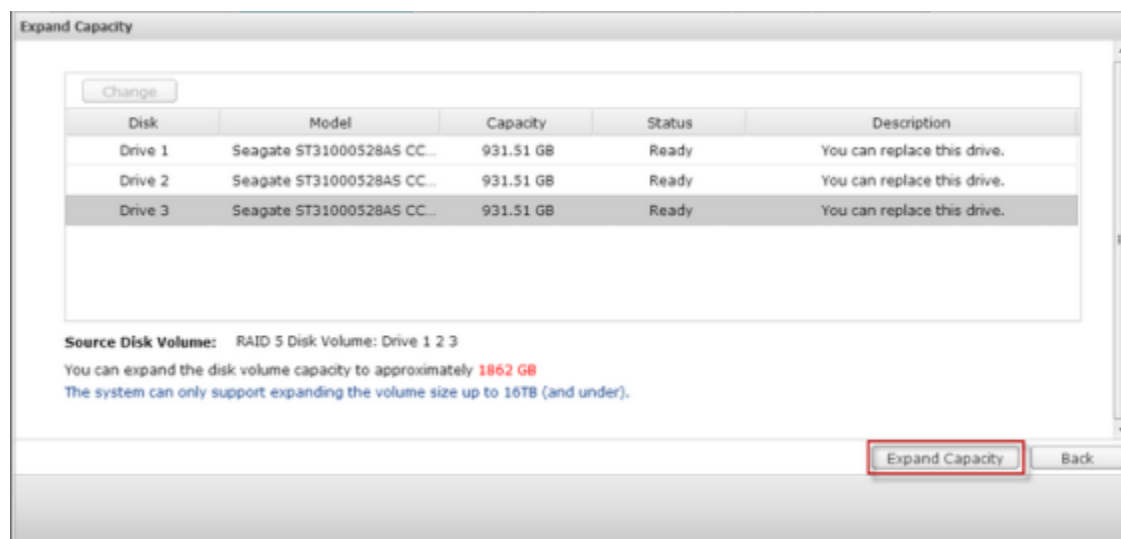 Expand Capacity
Change
Disk Model Capacity Status Description
Drive 1 Seagate ST31000528AS CC... 931.51 GB Ready You can replace this drive.
Drive 2 Seagate ST31000528AS CC... 931.51 GB Ready You can replace this drive.
Drive 3 Seagate ST31000528AS CC... 931.51 GB Ready You can replace this drive.
Source Disk Volume: RAID 5 Disk Volume: Drive 1 2 3
You can expand the disk volume capacity to approximately 1862 GB
The system can only support expanding the volume size up to 16TB (and under).
Expand Capacity Back